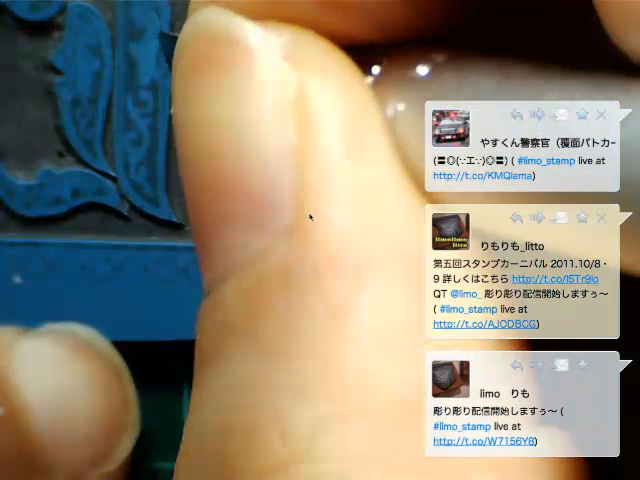 やすくん警察官（覆面パトカー
(〓◎(∵エ∵)◎〓) ( #limo_stamp live at
http://t.co/KMQlama)
limolimo
litto
りもりも_litto
第五回スタンプカーニバル 2011.10/8・
9 詳しくはこちら http://t.co/I5Tr9io
QT @limo_ 彫り彫り配信開始しますぅ〜
( #limo_stamp live at
http://t.co/AJODBCG)
limo　りも
彫り彫り配信開始しますぅ〜 (
#limo_stamp live at
http://t.co/W7156Y8)